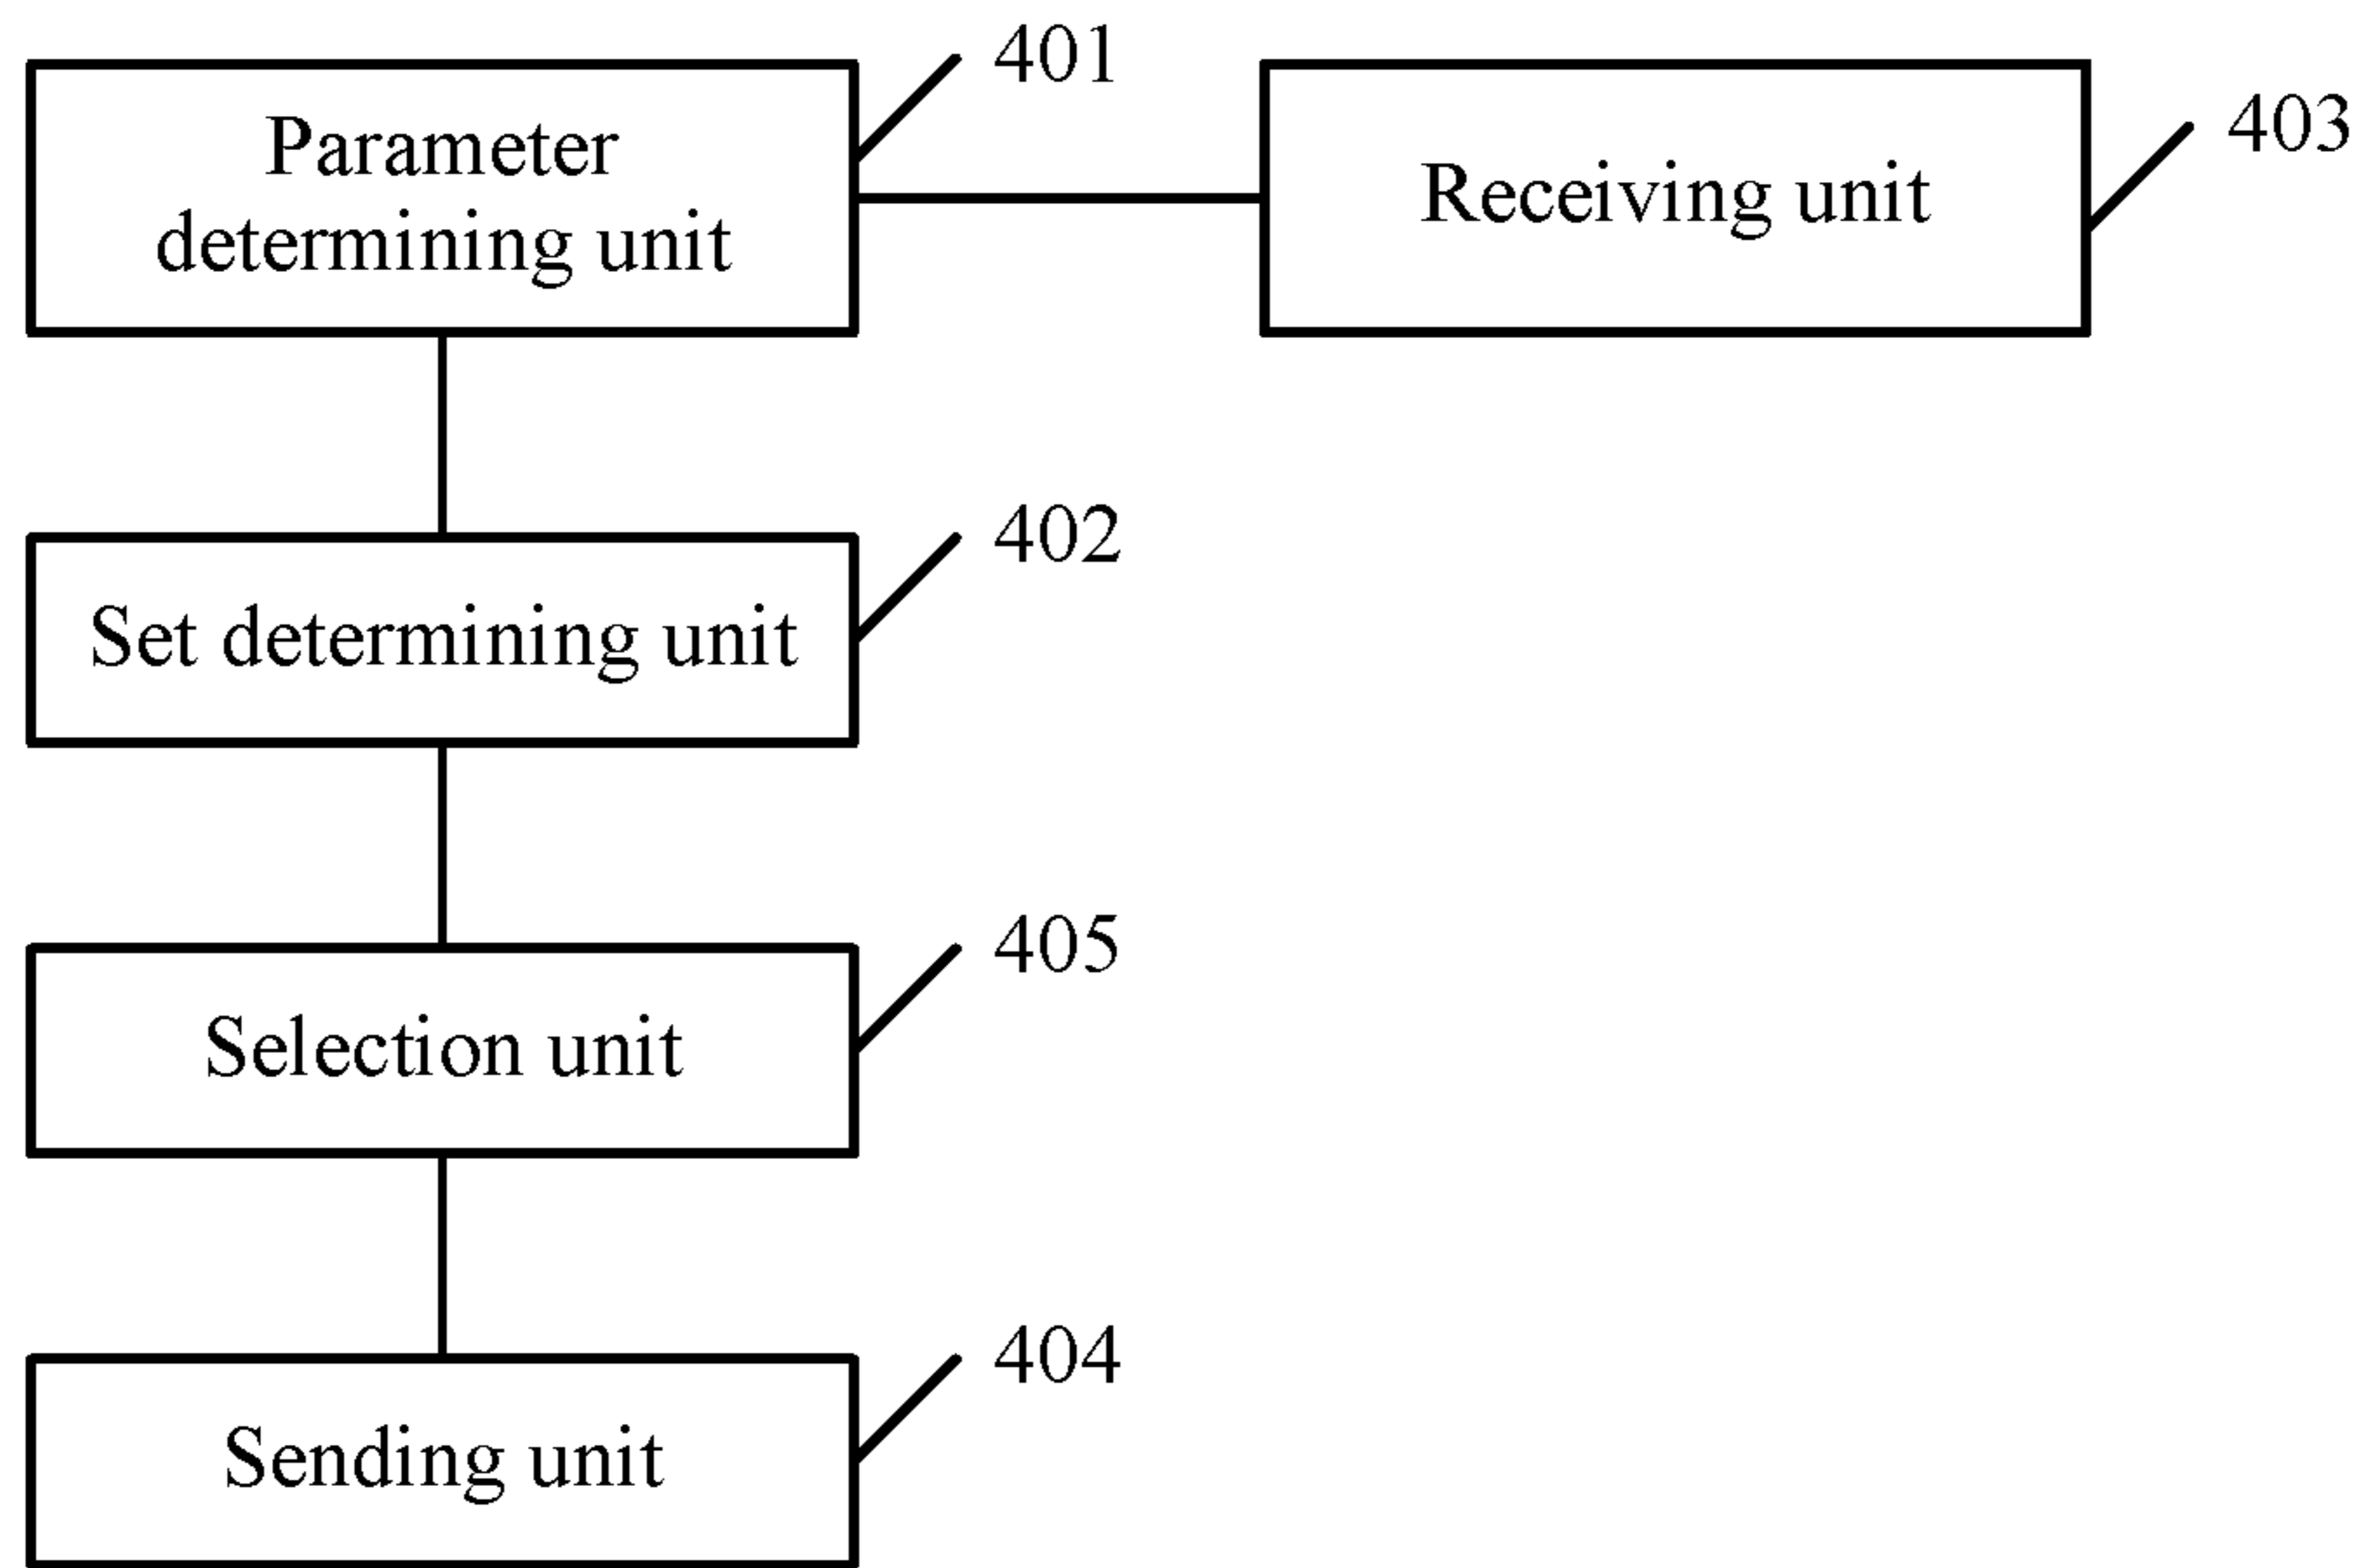 401
Parameter
determining unit
403
Receiving unit
402
Set determining unit
405
Selection unit
404
Sending unit